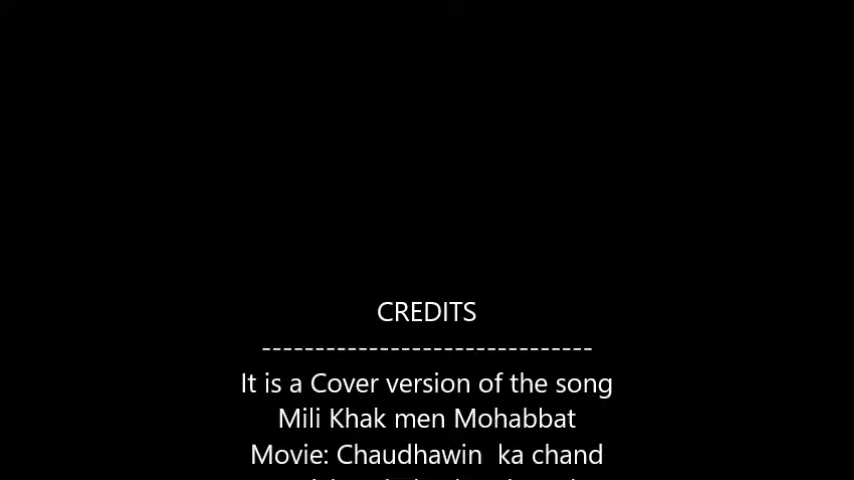 CREDITS
-------------------------------
It is a Cover version of the song
Mili Khak men Mohabbat
Movie: Chaudhawin  ka chand